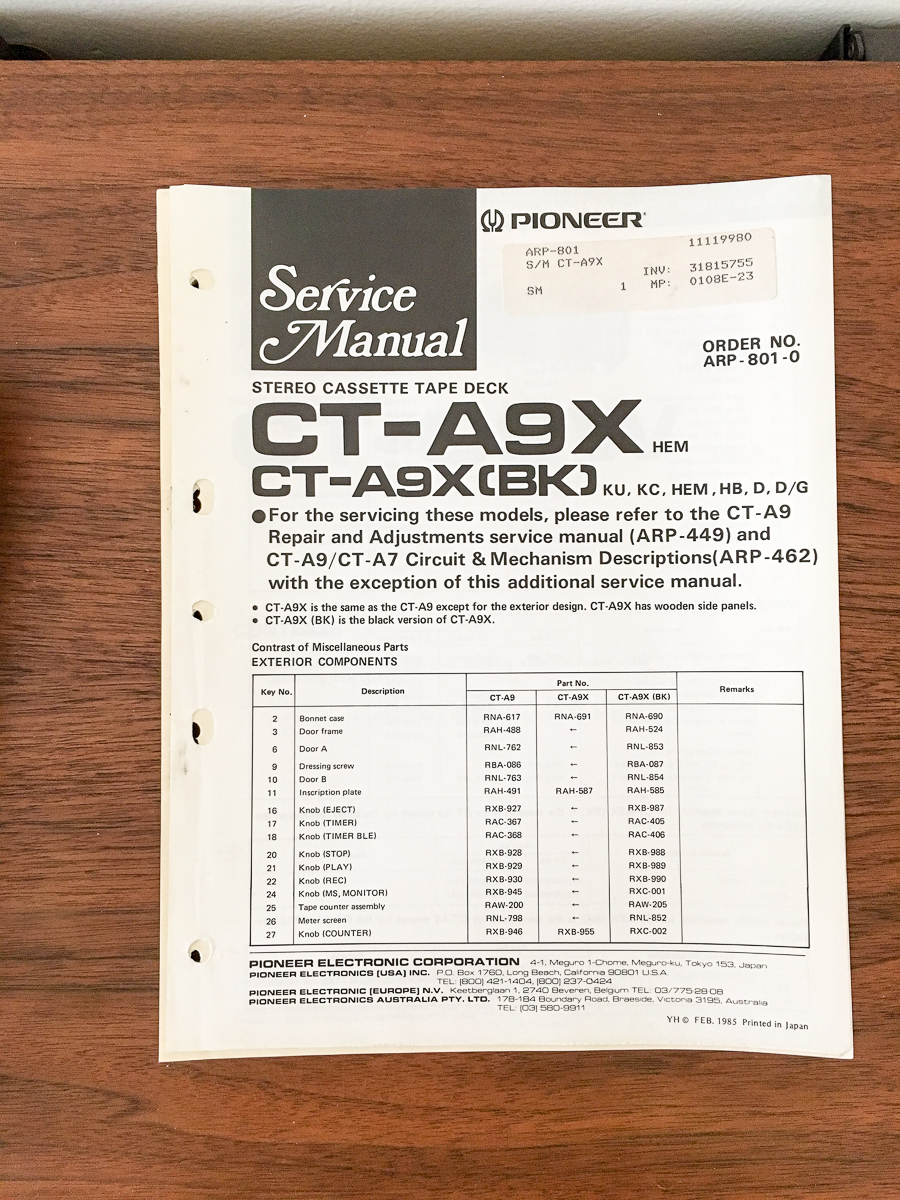 Service
Manual
PIONEER
ARP-801 11119980
S/M CT-A9X
INV: 31815755
SM 1 MP: 0108E-23
ORDER NO.
ARP-801-0
STEREO CASSETTE TAPE DECK
CT-A9X HEM
CT-A9X(BK) KU, KC, HEM, HB, D, D/G
●For the servicing these models, please refer to the CT-A9
Repair and Adjustments service manual (ARP-449) and
CT-A9/CT-A7 Circuit & Mechanism Descriptions(ARP-462)
with the exception of this additional service manual.
• CT-A9X is the same as the CT-A9 except for the exterior design. CT-A9X has wooden side panels.
• CT-A9X (BK) is the black version of CT-A9X.
Contrast of Miscellaneous Parts
EXTERIOR COMPONENTS
Key No. Description Part No. Remarks
CT-A9 CT-A9X CT-A9X (BK)
2 Bonnet case RNA-617 RNA-691 RNA-690
3 Door frame RAH-488 ← RAH-524
6 Door A RNL-762 ← RNL-853
9 Dressing screw RBA-086 ← RBA-087
10 Door B RNL-763 ← RNL-854
11 Inscription plate RAH-491 RAH-587 RAH-585
16 Knob (EJECT) RXB-927 ← RXB-987
17 Knob (TIMER) RAC-367 ← RAC-405
18 Knob (TIMER BLE) RAC-368 ← RAC-406
20 Knob (STOP) RXB-928 ← RXB-988
21 Knob (PLAY) RXB-929 ← RXB-989
22 Knob (REC) RXB-930 ← RXB-990
24 Knob (MS, MONITOR) RXB-945 ← RXC-001
25 Tape counter assembly RAW-200 ← RAW-205
26 Meter screen RNL-798 ← RNL-852
27 Knob (COUNTER) RXB-946 RXB-955 RXC-002
PIONEER ELECTRONIC CORPORATION 4-1, Meguro 1-Chome, Meguro-ku, Tokyo 153, Japan
PIONEER ELECTRONICS (USA) INC. P.O. Box 1760, Long Beach, California 90801 U.S.A.
TEL: (800) 421-1404, (800) 237-0424
PIONEER ELECTRONIC (EUROPE) N.V. Keetberglaan 1, 2740 Beveren, Belgium TEL: 03/775·28·08
PIONEER ELECTRONICS AUSTRALIA PTY. LTD. 178-184 Boundary Road, Braeside, Victoria 3195, Australia
TEL: (03) 580-9911
YH © FEB. 1985 Printed in Japan